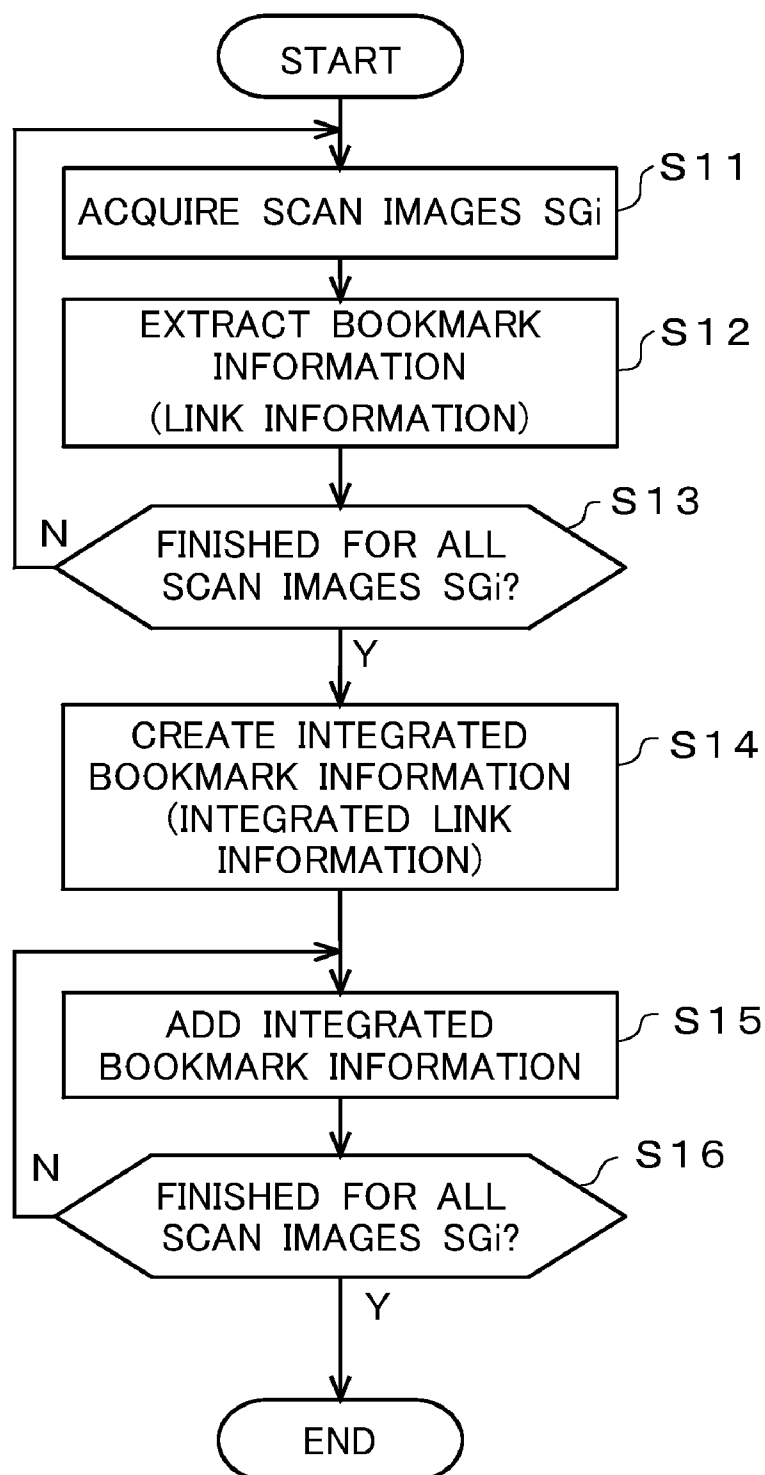 START
S11
ACQUIRE SCAN IMAGES SGi
EXTRACT BOOKMARK
INFORMATION
(LINK INFORMATION)
S12
S13
N
FINISHED FOR ALL
SCAN IMAGES SGi?
Y
CREATE INTEGRATED
BOOKMARK INFORMATION
(INTEGRATED LINK
INFORMATION)
S14
ADD INTEGRATED
BOOKMARK INFORMATION
S15
S16
N
FINISHED FOR ALL
SCAN IMAGES SGi?
Y
END